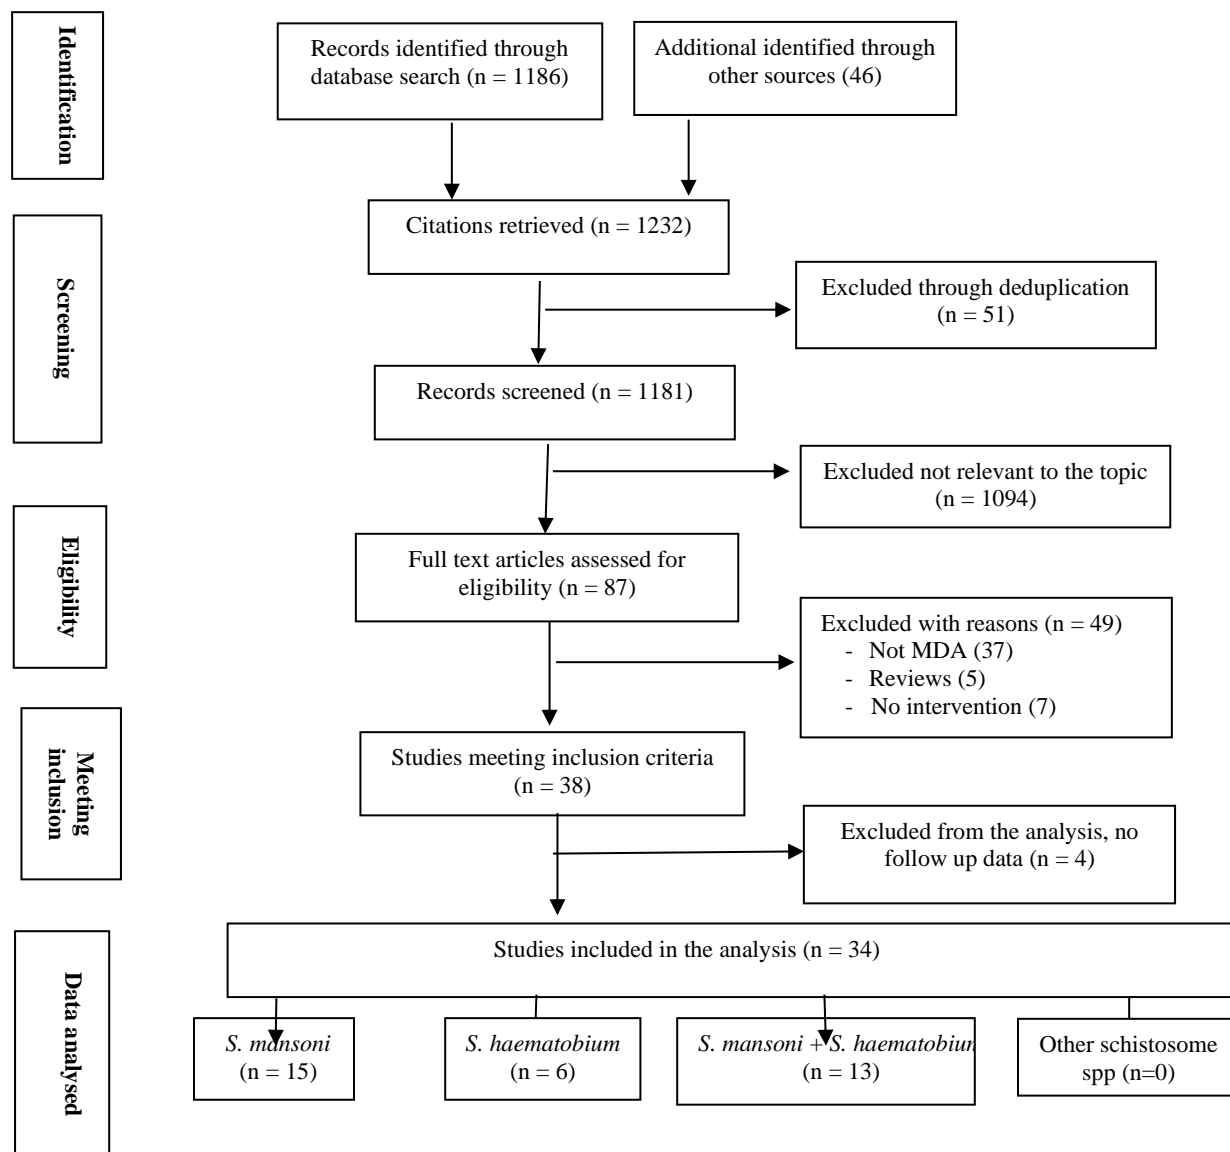 Identification
Records identified through
database search (n = 1186)
Additional identified through
other sources (46)
Citations retrieved (n = 1232)
Screening
Excluded through deduplication
(n = 51)
Records screened (n = 1181)
Excluded not relevant to the topic
(n = 1094)
Eligibility
Full text articles assessed for
eligibility (n = 87)
Excluded with reasons (n = 49)
- Not MDA (37)
- Reviews (5)
- No intervention (7)
Meeting
inclusion
Studies meeting inclusion criteria
(n = 38)
Excluded from the analysis, no
follow up data (n = 4)
Data analysed
Studies included in the analysis (n = 34)
S. mansoni
(n = 15)
S. haematobium
(n = 6)
S. mansoni + S. haematobium
(n = 13)
Other schistosome
spp (n=0)